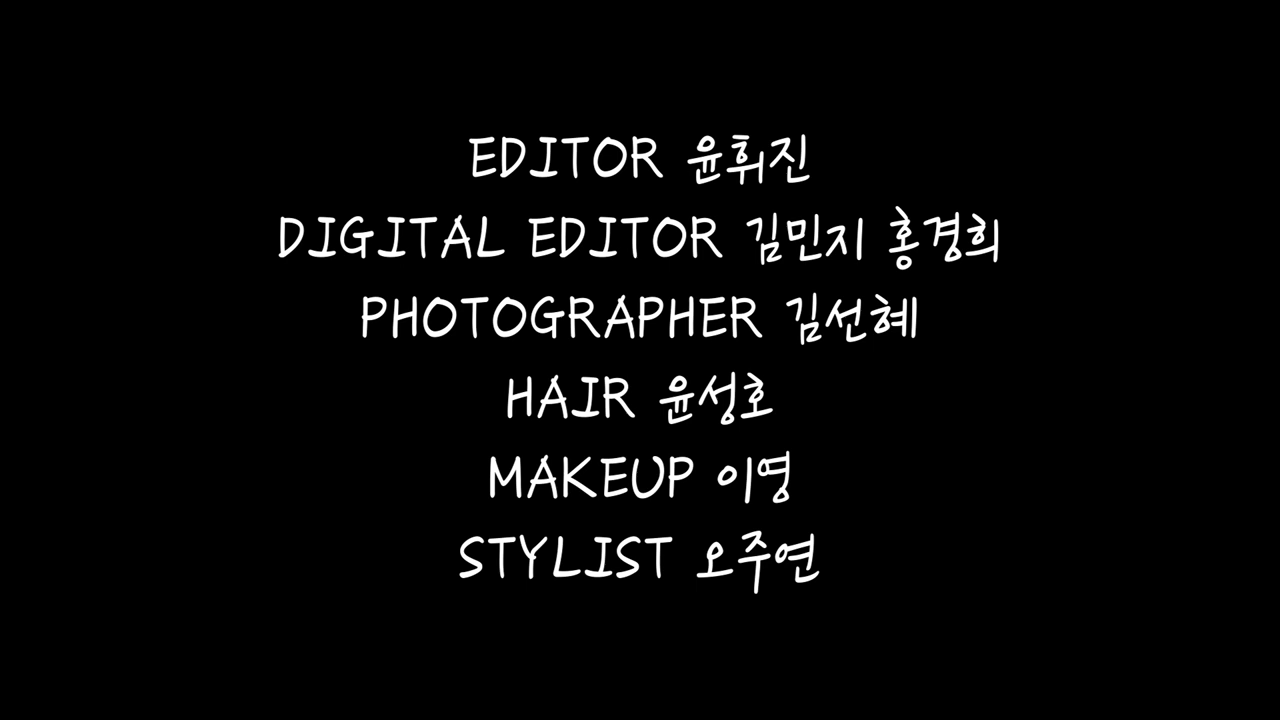 EDITOR 윤휘진
DIGITAL EDITOR 김민지 홍경희
PHOTOGRAPHER 김선혜
HAIR 윤성호
MAKEUP 이영
STYLIST 오주연